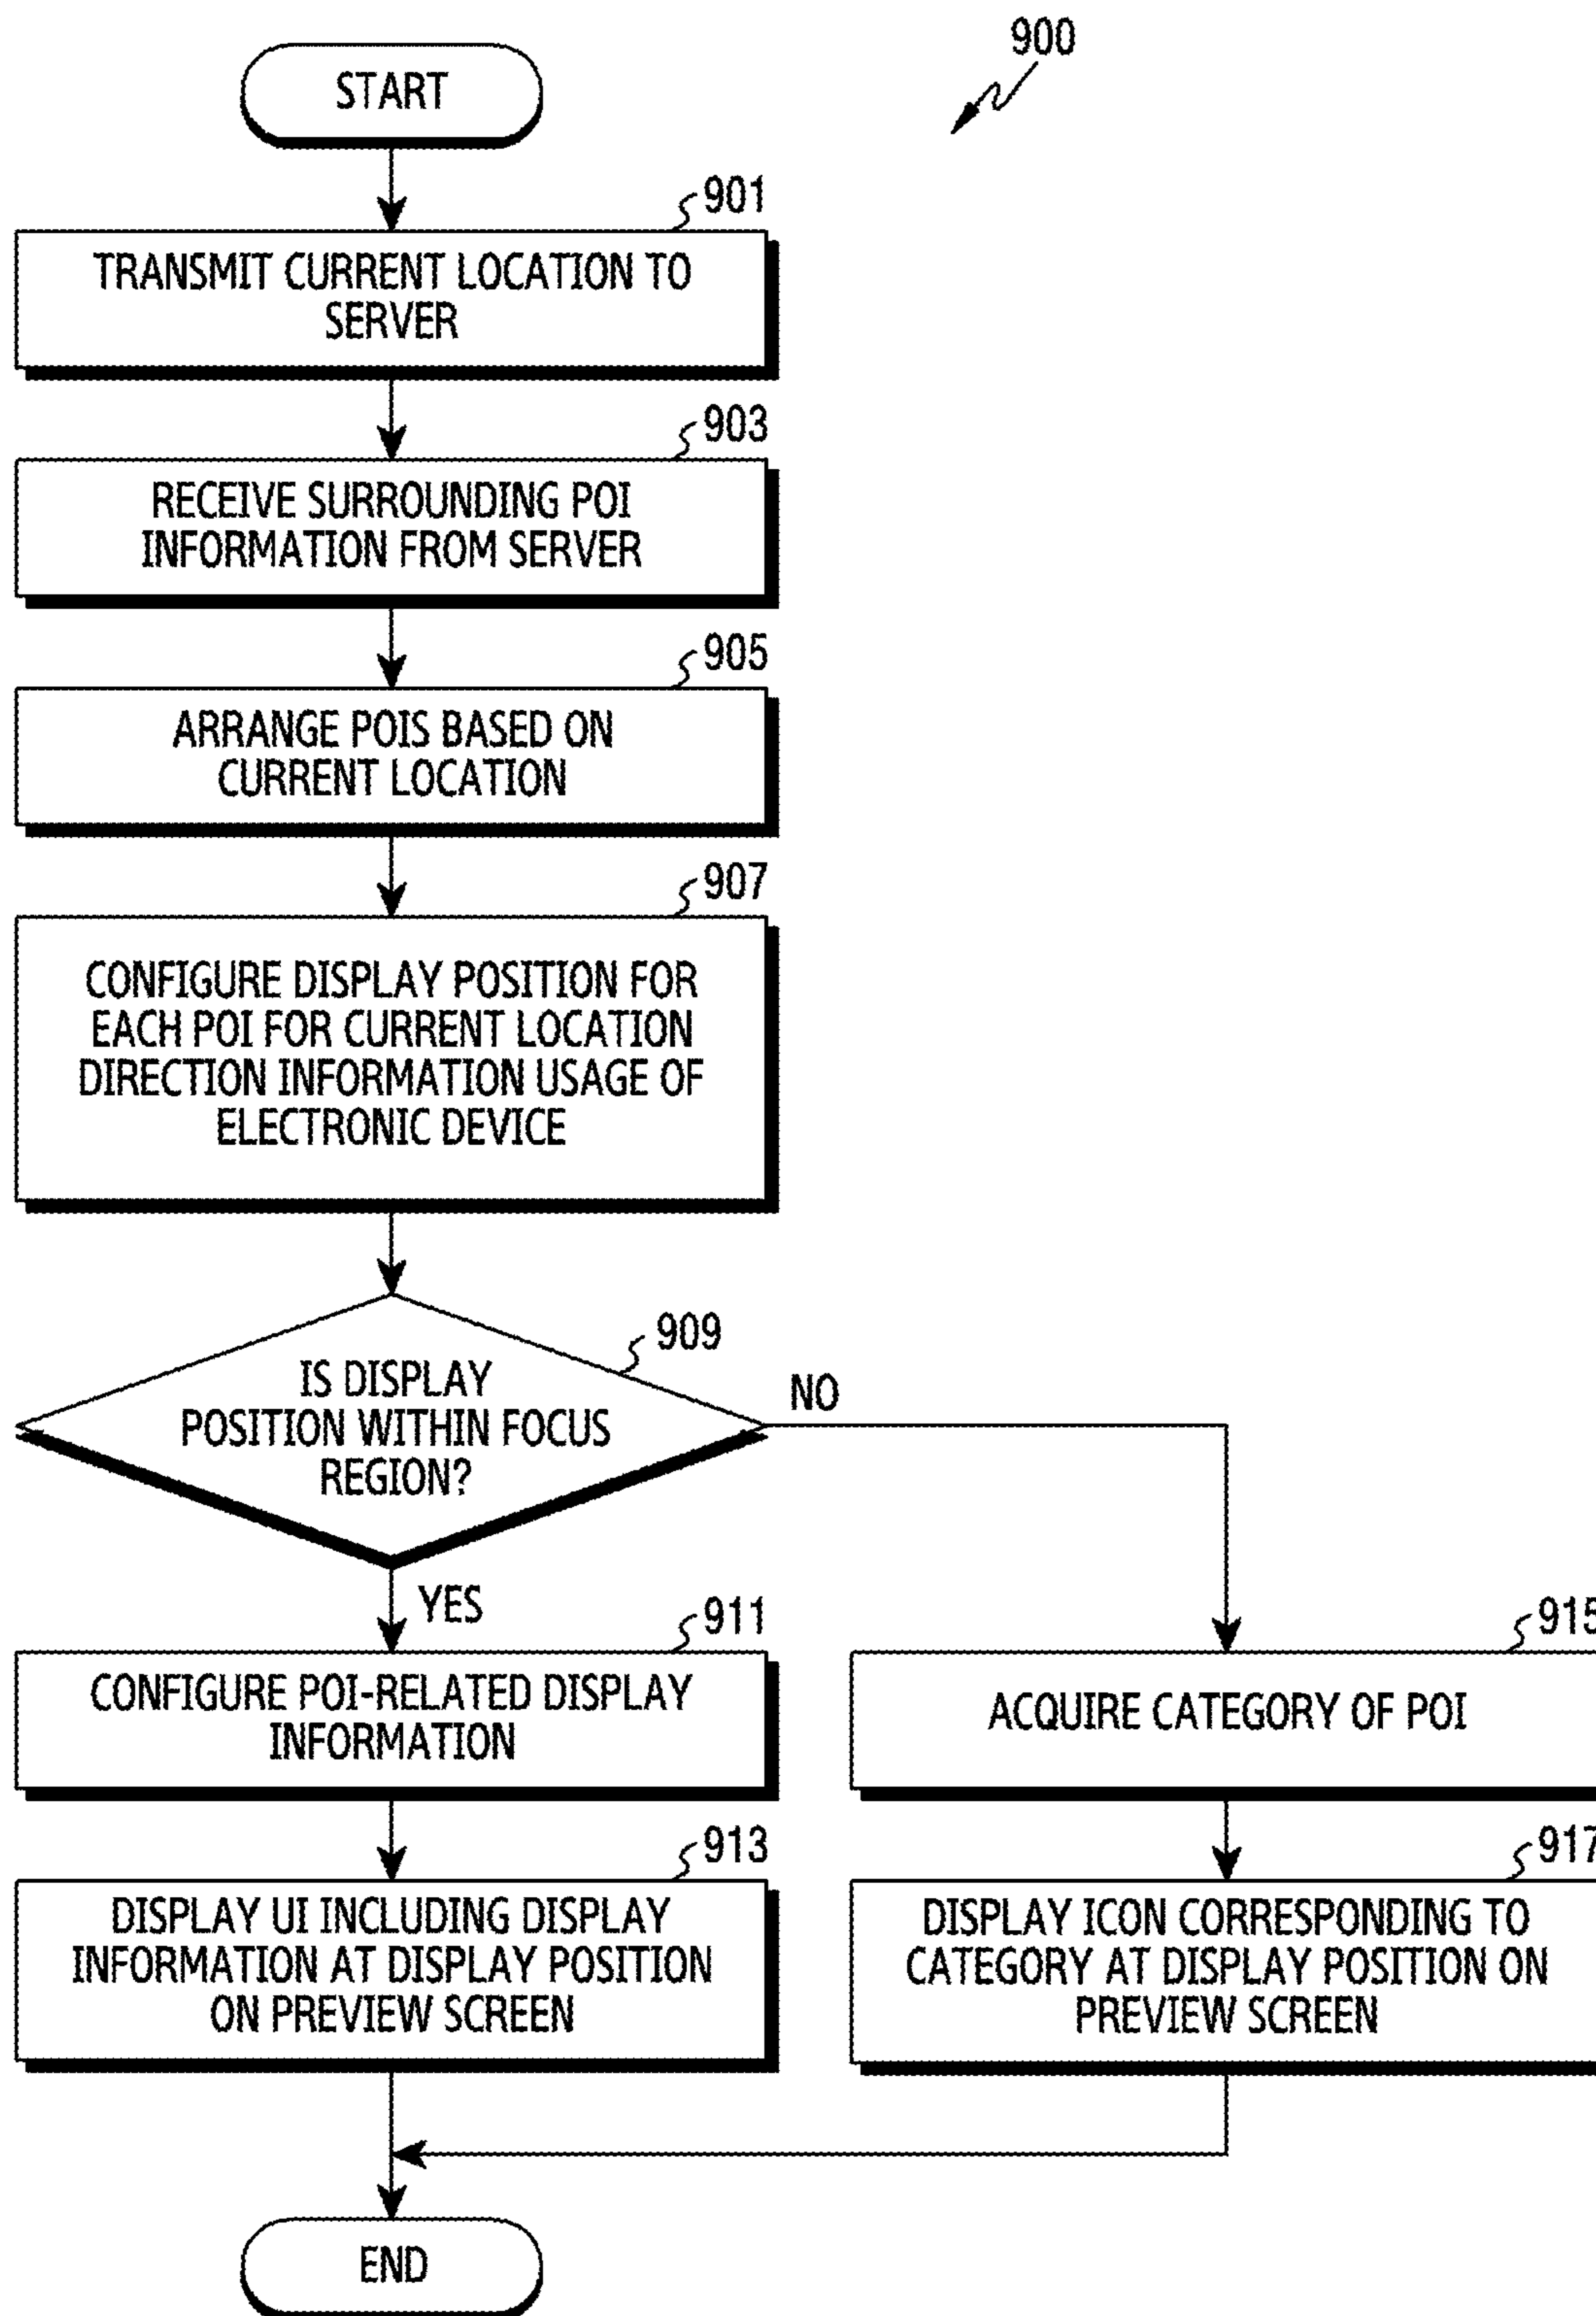 900
START
901
TRANSMIT CURRENT LOCATION TO
SERVER
903
RECEIVE SURROUNDING POI
INFORMATION FROM SERVER
905
ARRANGE POIS BASED ON
CURRENT LOCATION
907
CONFIGURE DISPLAY POSITION FOR
EACH POI FOR CURRENT LOCATION
DIRECTION INFORMATION USAGE OF
ELECTRONIC DEVICE
909
IS DISPLAY
POSITION WITHIN FOCUS
REGION?
NO
YES
911
CONFIGURE POI-RELATED DISPLAY
INFORMATION
915
ACQUIRE CATEGORY OF POI
913
DISPLAY UI INCLUDING DISPLAY
INFORMATION AT DISPLAY POSITION
ON PREVIEW SCREEN
917
DISPLAY ICON CORRESPONDING TO
CATEGORY AT DISPLAY POSITION ON
PREVIEW SCREEN
END